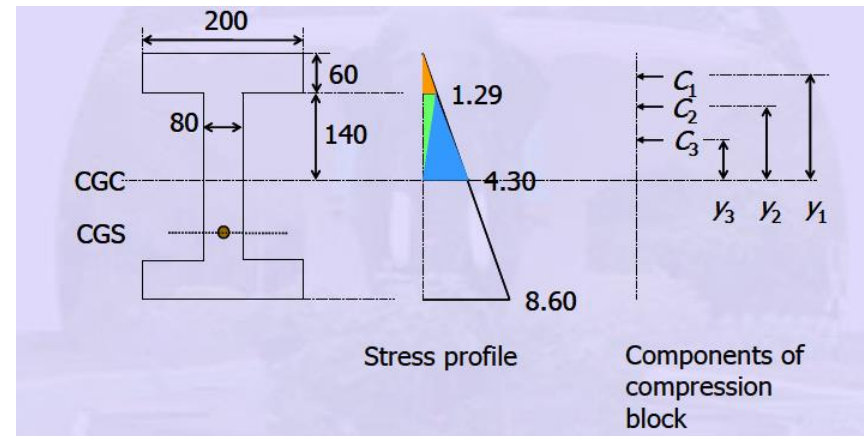 200
60
1.29
80
140
CGC
4.30
CGS
8.60
C₁
C₂
C₃
y₃ y₂ y₁
Stress profile
Components of
compression
block